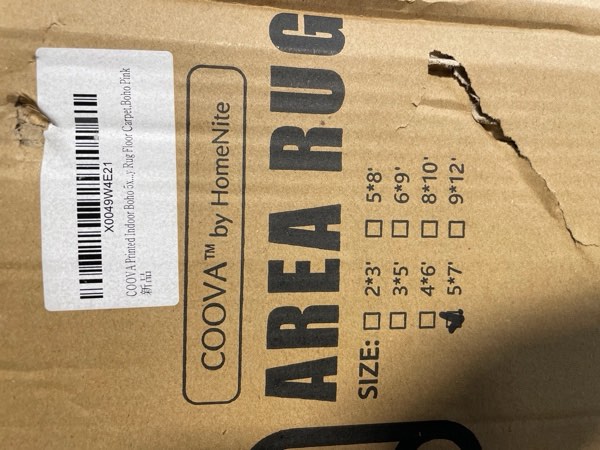 X0049W4E21
COOVA Printed Indoor Boho 5x...y Rug Floor Carpet,Boho Pink
新品
COOVA™ by HomeNite
AREA RUG
SIZE: 2*3' 5*8'
3*5' 6*9'
4*6' 8*10'
5*7' 9*12'